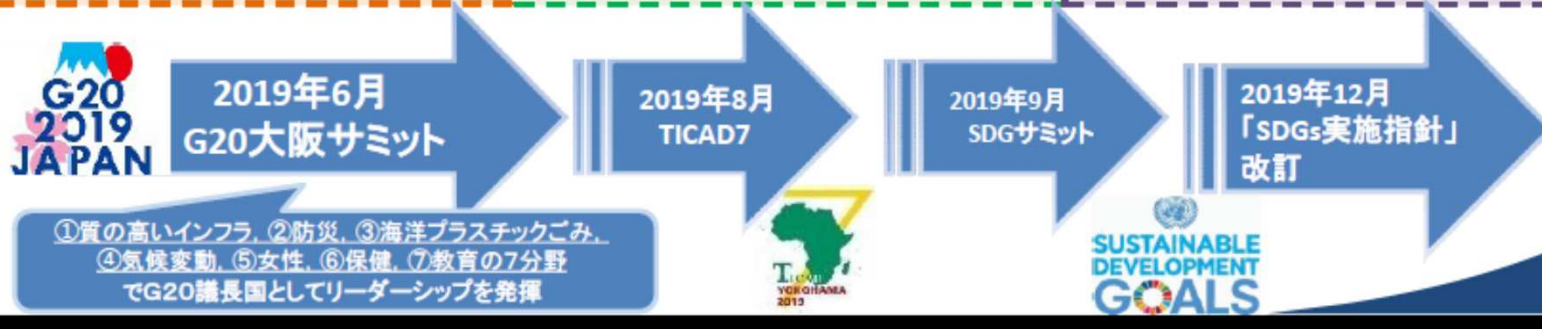 G20
2019
JAPAN
2019年6月
G20大阪サミット
①質の高いインフラ, ②防災, ③海洋プラスチックごみ,
④気候変動, ⑤女性, ⑥保健, ⑦教育の7分野
でG20議長国としてリーダーシップを発揮
2019年8月
TICAD7
YOKOHAMA
2019
2019年9月
SDGサミット
SUSTAINABLE
DEVELOPMENT
GOALS
2019年12月
「SDGs実施指針」
改訂